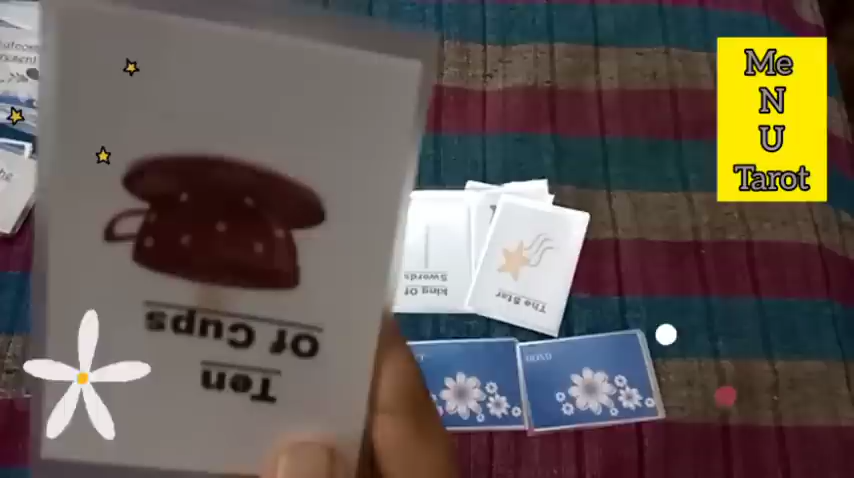 Me
N
U
Tarot
Ten
Of Cups
King Of
Swords
The Star